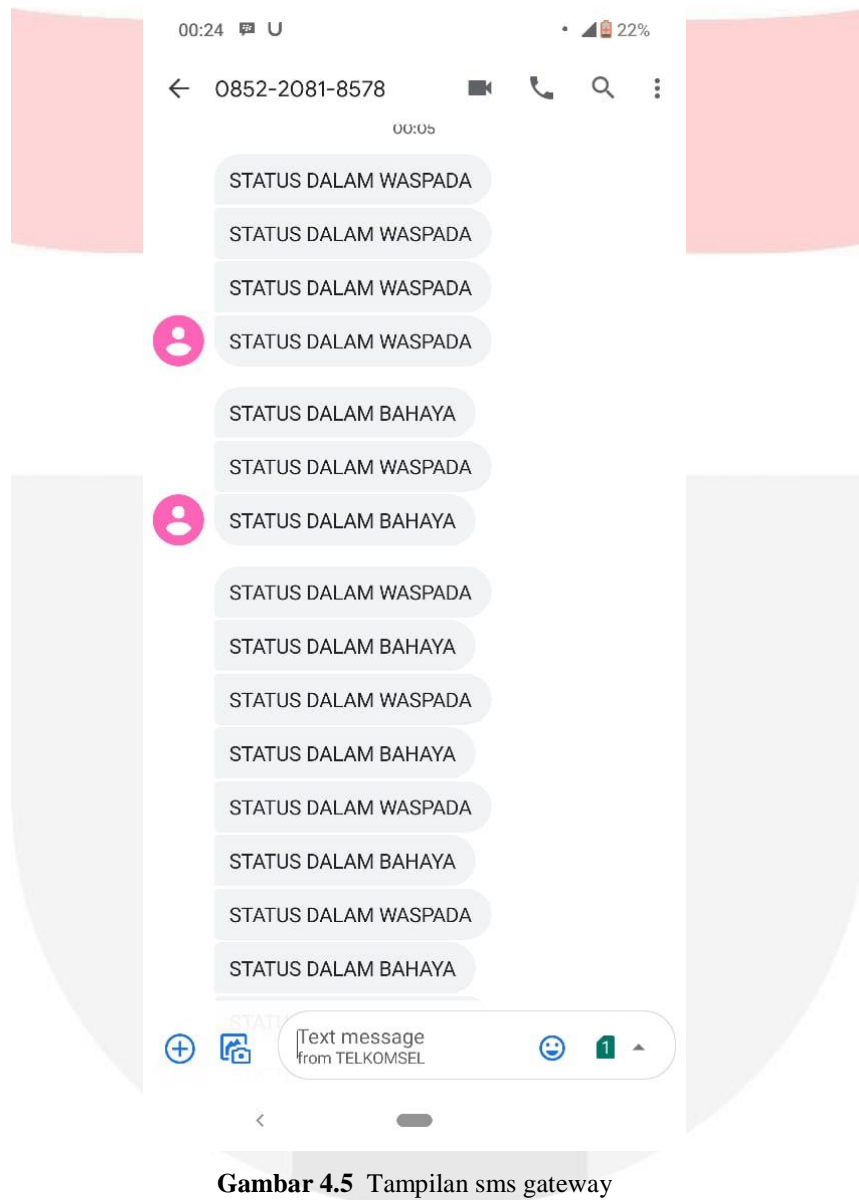 00:24 22%
0852-2081-8578
00:05
STATUS DALAM WASPADA
STATUS DALAM WASPADA
STATUS DALAM WASPADA
STATUS DALAM WASPADA
STATUS DALAM BAHAYA
STATUS DALAM WASPADA
STATUS DALAM BAHAYA
STATUS DALAM WASPADA
STATUS DALAM BAHAYA
STATUS DALAM WASPADA
STATUS DALAM BAHAYA
STATUS DALAM WASPADA
STATUS DALAM BAHAYA
STATUS DALAM WASPADA
STATUS DALAM BAHAYA
Text message
from TELKOMSEL
1
Gambar 4.5 Tampilan sms gateway